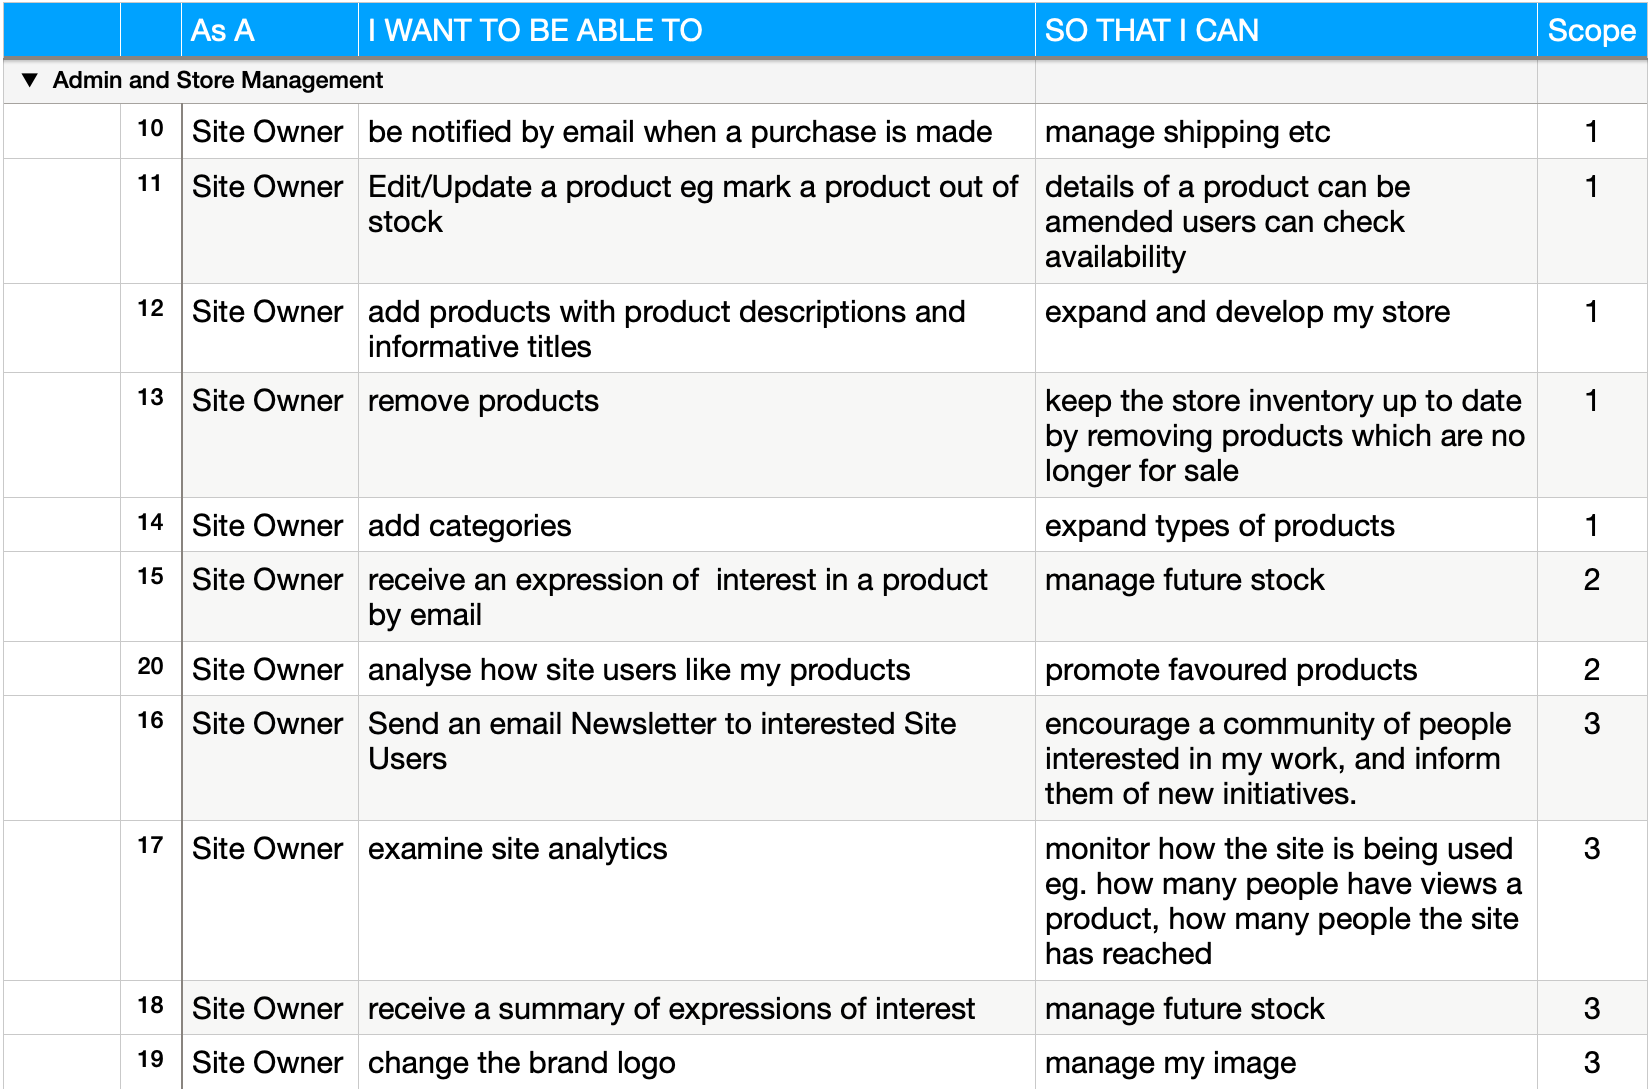 As A I WANT TO BE ABLE TO SO THAT I CAN Scope
▼ Admin and Store Management
10 Site Owner be notified by email when a purchase is made manage shipping etc 1
11 Site Owner Edit/Update a product eg mark a product out of details of a product can be 1
stock amended users can check
availability
12 Site Owner add products with product descriptions and expand and develop my store 1
informative titles
13 Site Owner remove products keep the store inventory up to date 1
by removing products which are no
longer for sale
14 Site Owner add categories expand types of products 1
15 Site Owner receive an expression of  interest in a product manage future stock 2
by email
20 Site Owner analyse how site users like my products promote favoured products 2
16 Site Owner Send an email Newsletter to interested Site encourage a community of people 3
Users interested in my work, and inform
them of new initiatives.
17 Site Owner examine site analytics monitor how the site is being used 3
eg. how many people have views a
product, how many people the site
has reached
18 Site Owner receive a summary of expressions of interest manage future stock 3
19 Site Owner change the brand logo manage my image 3